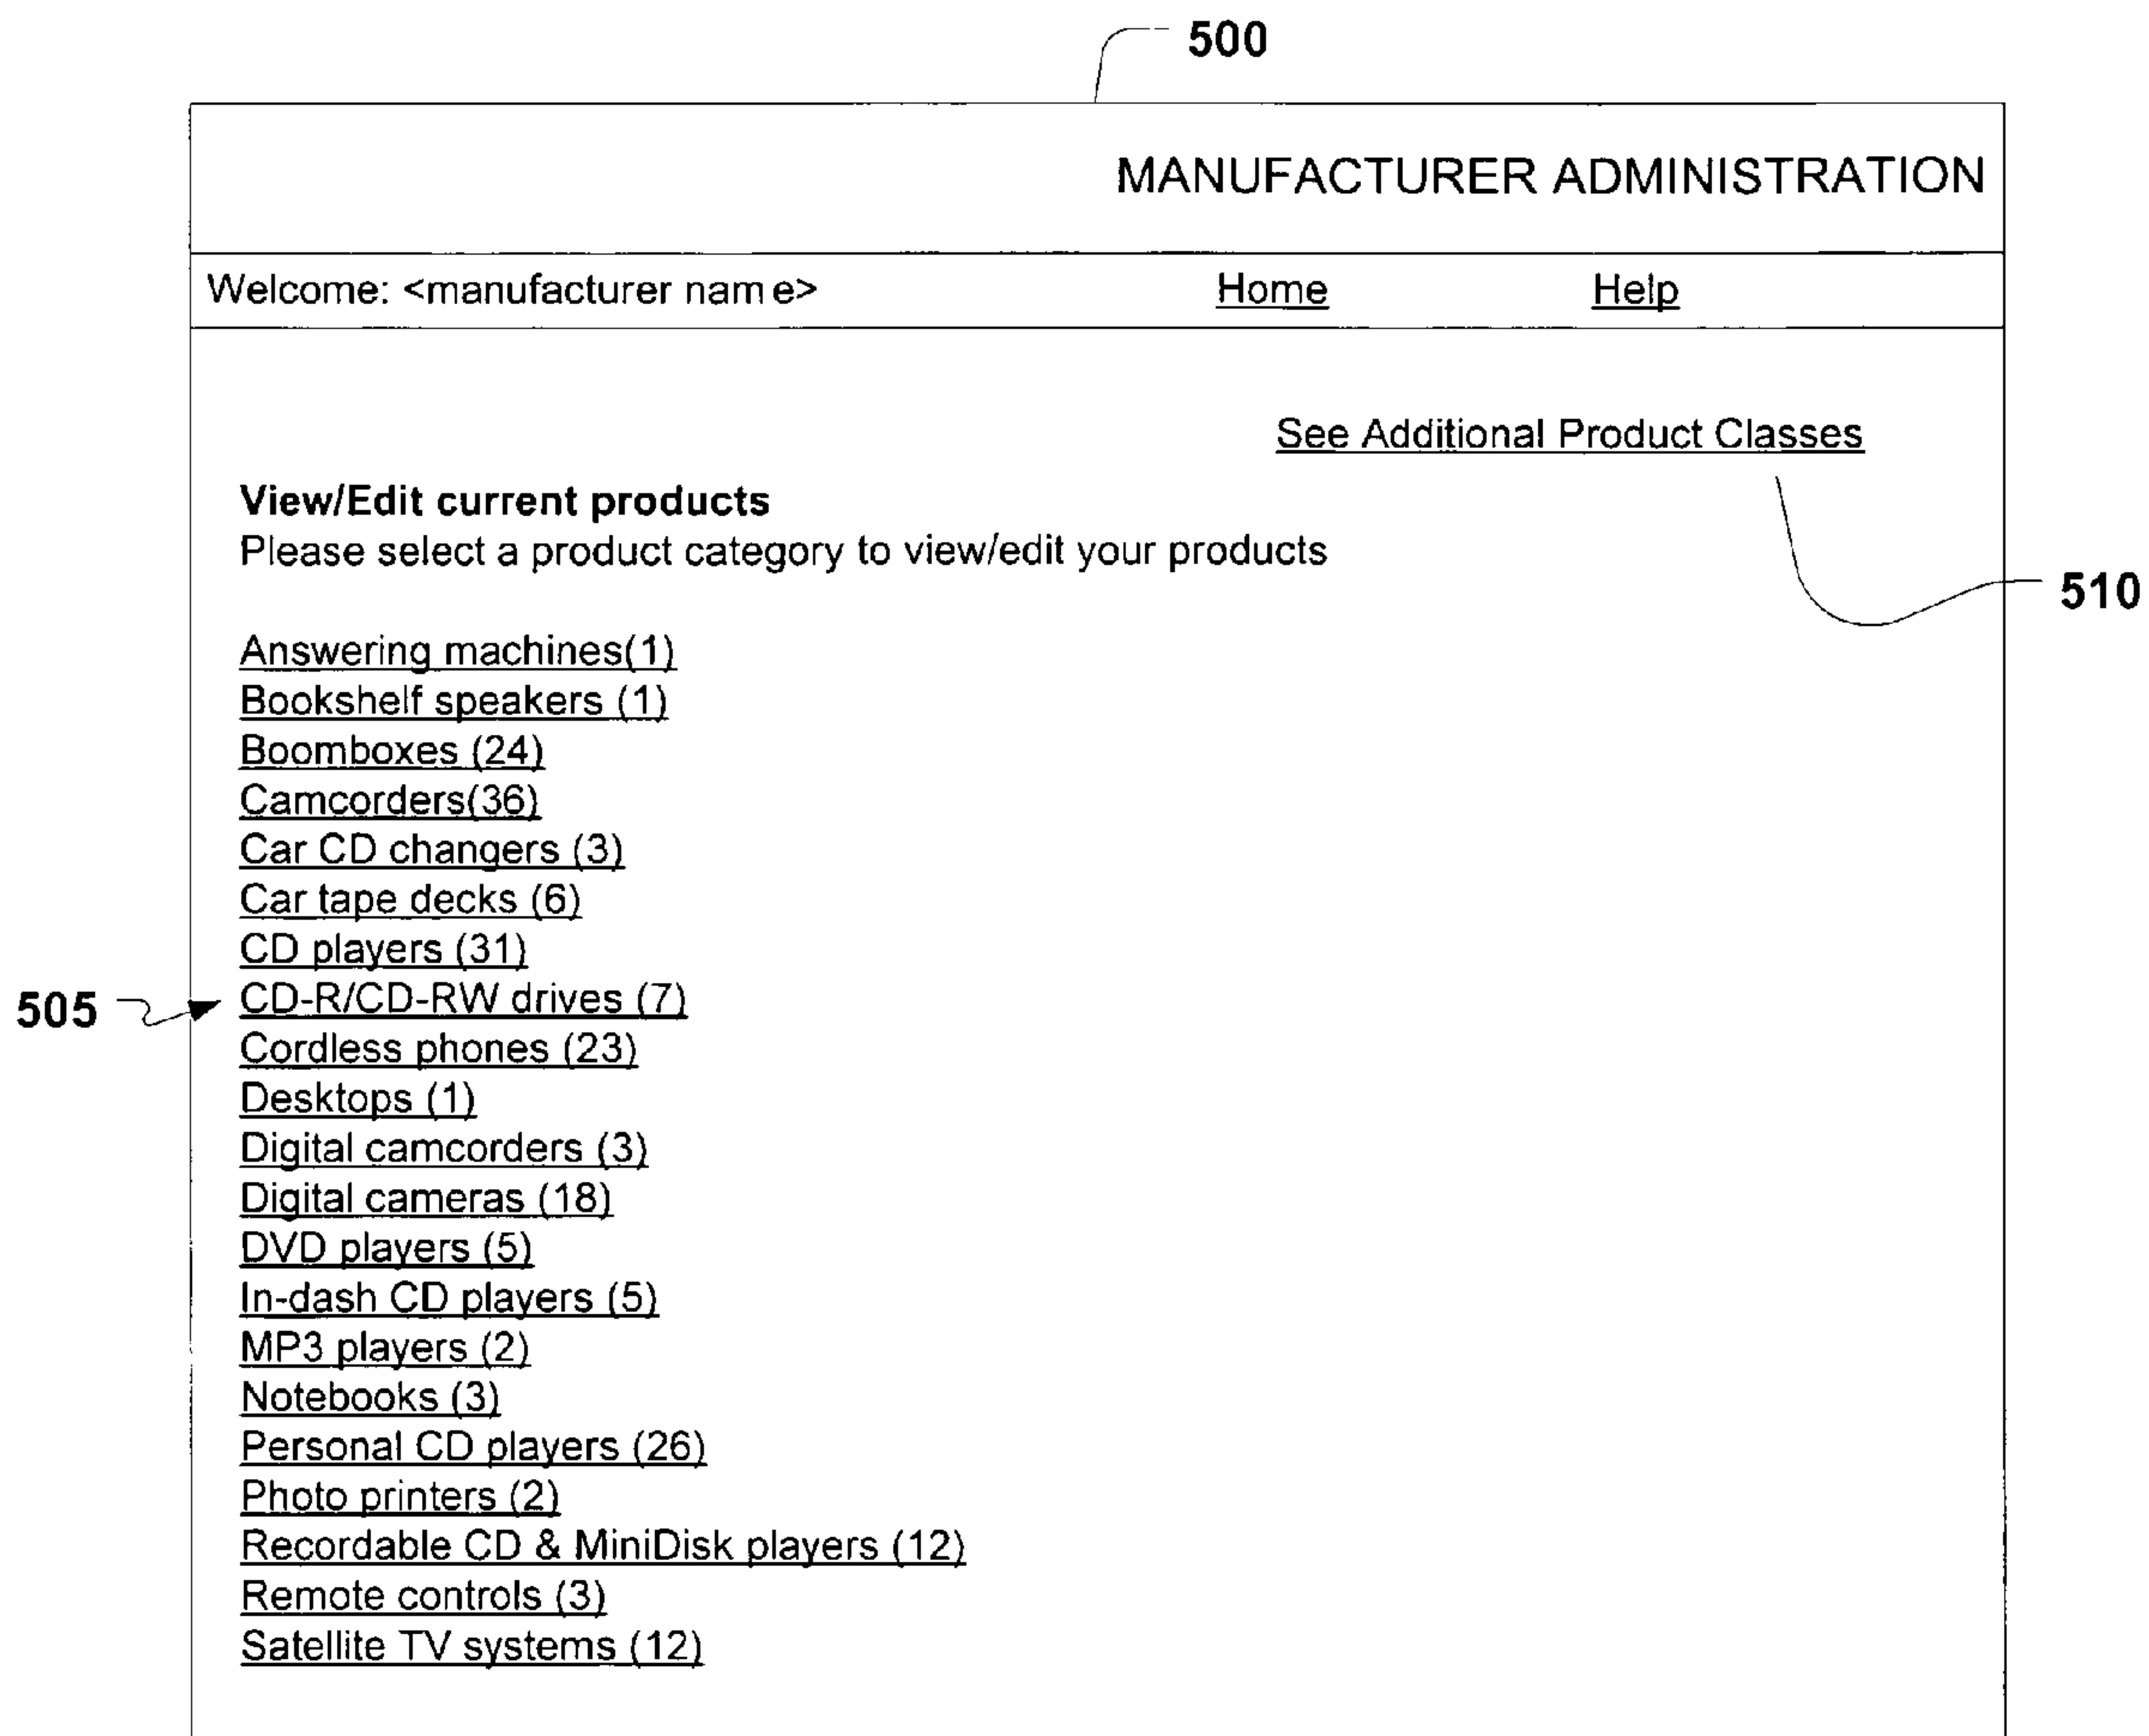 500
MANUFACTURER ADMINISTRATION
Welcome: <manufacturer name> Home Help
See Additional Product Classes
View/Edit current products
Please select a product category to view/edit your products
510
Answering machines(1)
Bookshelf speakers (1)
Boomboxes (24)
Camcorders(36)
Car CD changers (3)
Car tape decks (6)
CD players (31)
505 CD-R/CD-RW drives (7)
Cordless phones (23)
Desktops (1)
Digital camcorders (3)
Digital cameras (18)
DVD players (5)
In-dash CD players (5)
MP3 players (2)
Notebooks (3)
Personal CD players (26)
Photo printers (2)
Recordable CD & MiniDisk players (12)
Remote controls (3)
Satellite TV systems (12)